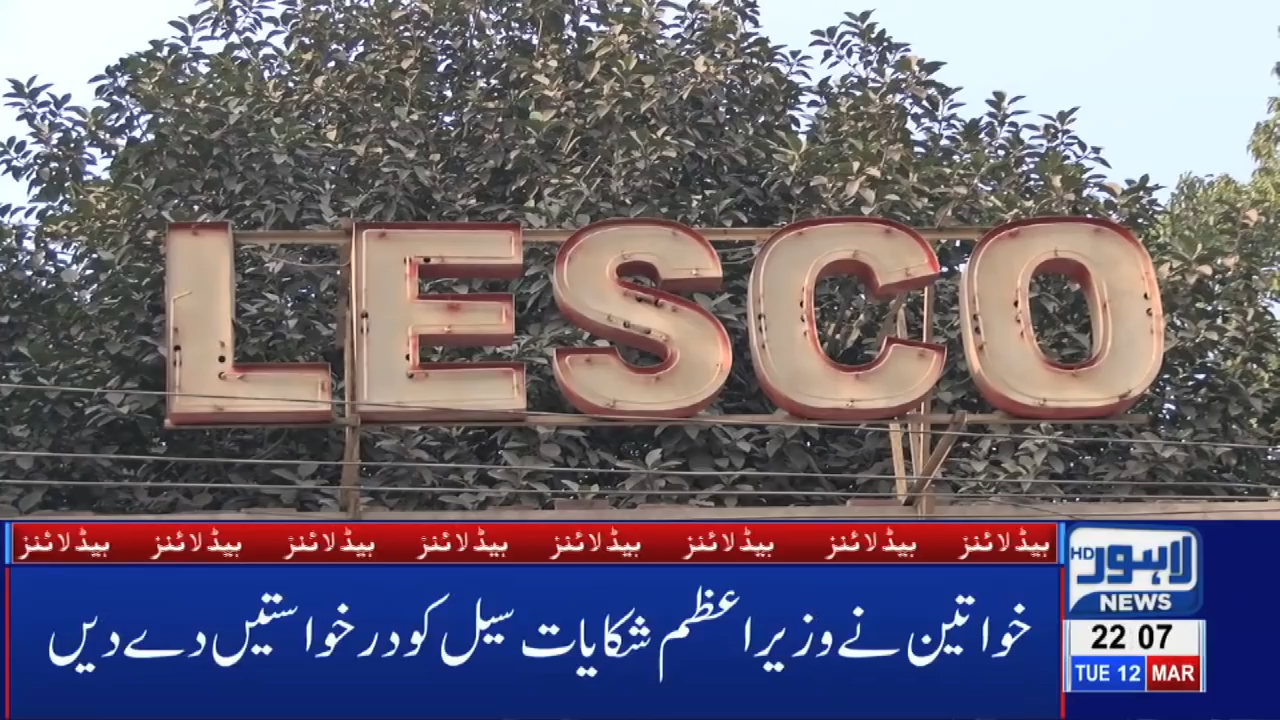 LESCO
ہیڈلائنز ہیڈلائنز ہیڈلائنز ہیڈلائنز ہیڈلائنز ہیڈلائنز ہیڈلائنز ہیڈلائنز
خواتین نے وزیراعظم شکایات سیل کو درخواستیں دے دیں
لاہور HD
NEWS
22 07
TUE 12 MAR